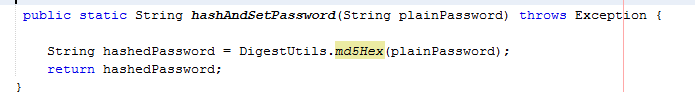 public static String hashAndSetPassword(String plainPassword) throws Exception {
String hashedPassword = DigestUtils.md5Hex(plainPassword);
return hashedPassword;
}